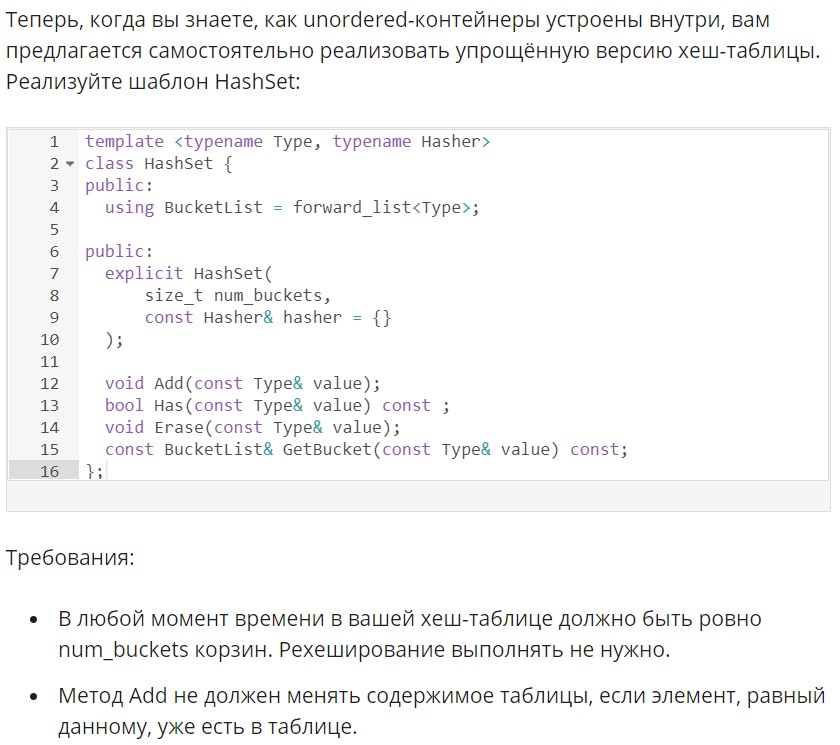 Теперь, когда вы знаете, как unordered-контейнеры устроены внутри, вам
предлагается самостоятельно реализовать упрощённую версию хеш-таблицы.
Реализуйте шаблон HashSet:
1 template <typename Type, typename Hasher>
2 class HashSet {
3 public:
4 using BucketList = forward_list<Type>;
5
6 public:
7 explicit HashSet(
8 size_t num_buckets,
9 const Hasher& hasher = {}
10 );
11
12 void Add(const Type& value);
13 bool Has(const Type& value) const ;
14 void Erase(const Type& value);
15 const BucketList& GetBucket(const Type& value) const;
16 };
Требования:
• В любой момент времени в вашей хеш-таблице должно быть ровно
num_buckets корзин. Рехеширование выполнять не нужно.
• Метод Add не должен менять содержимое таблицы, если элемент, равный
данному, уже есть в таблице.